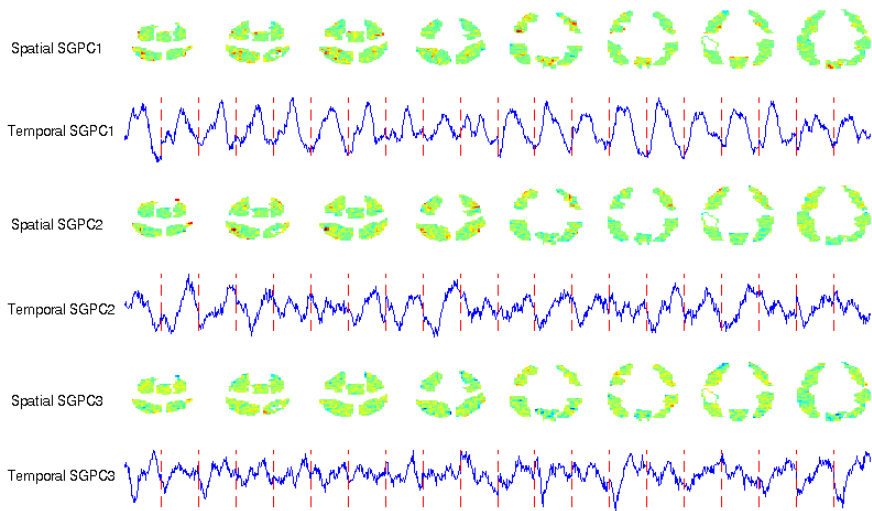 Spatial SGPC1
Temporal SGPC1
Spatial SGPC2
Temporal SGPC2
Spatial SGPC3
Temporal SGPC3